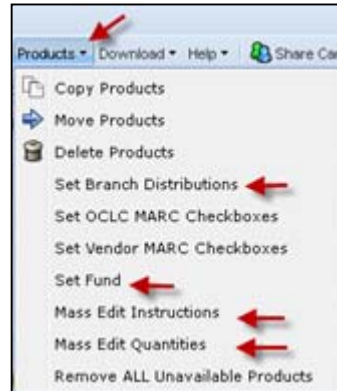 Products Download Help Share Ca
Copy Products
Move Products
Delete Products
Set Branch Distributions
Set OCLC MARC Checkboxes
Set Vendor MARC Checkboxes
Set Fund
Mass Edit Instructions
Mass Edit Quantities
Remove ALL Unavailable Products